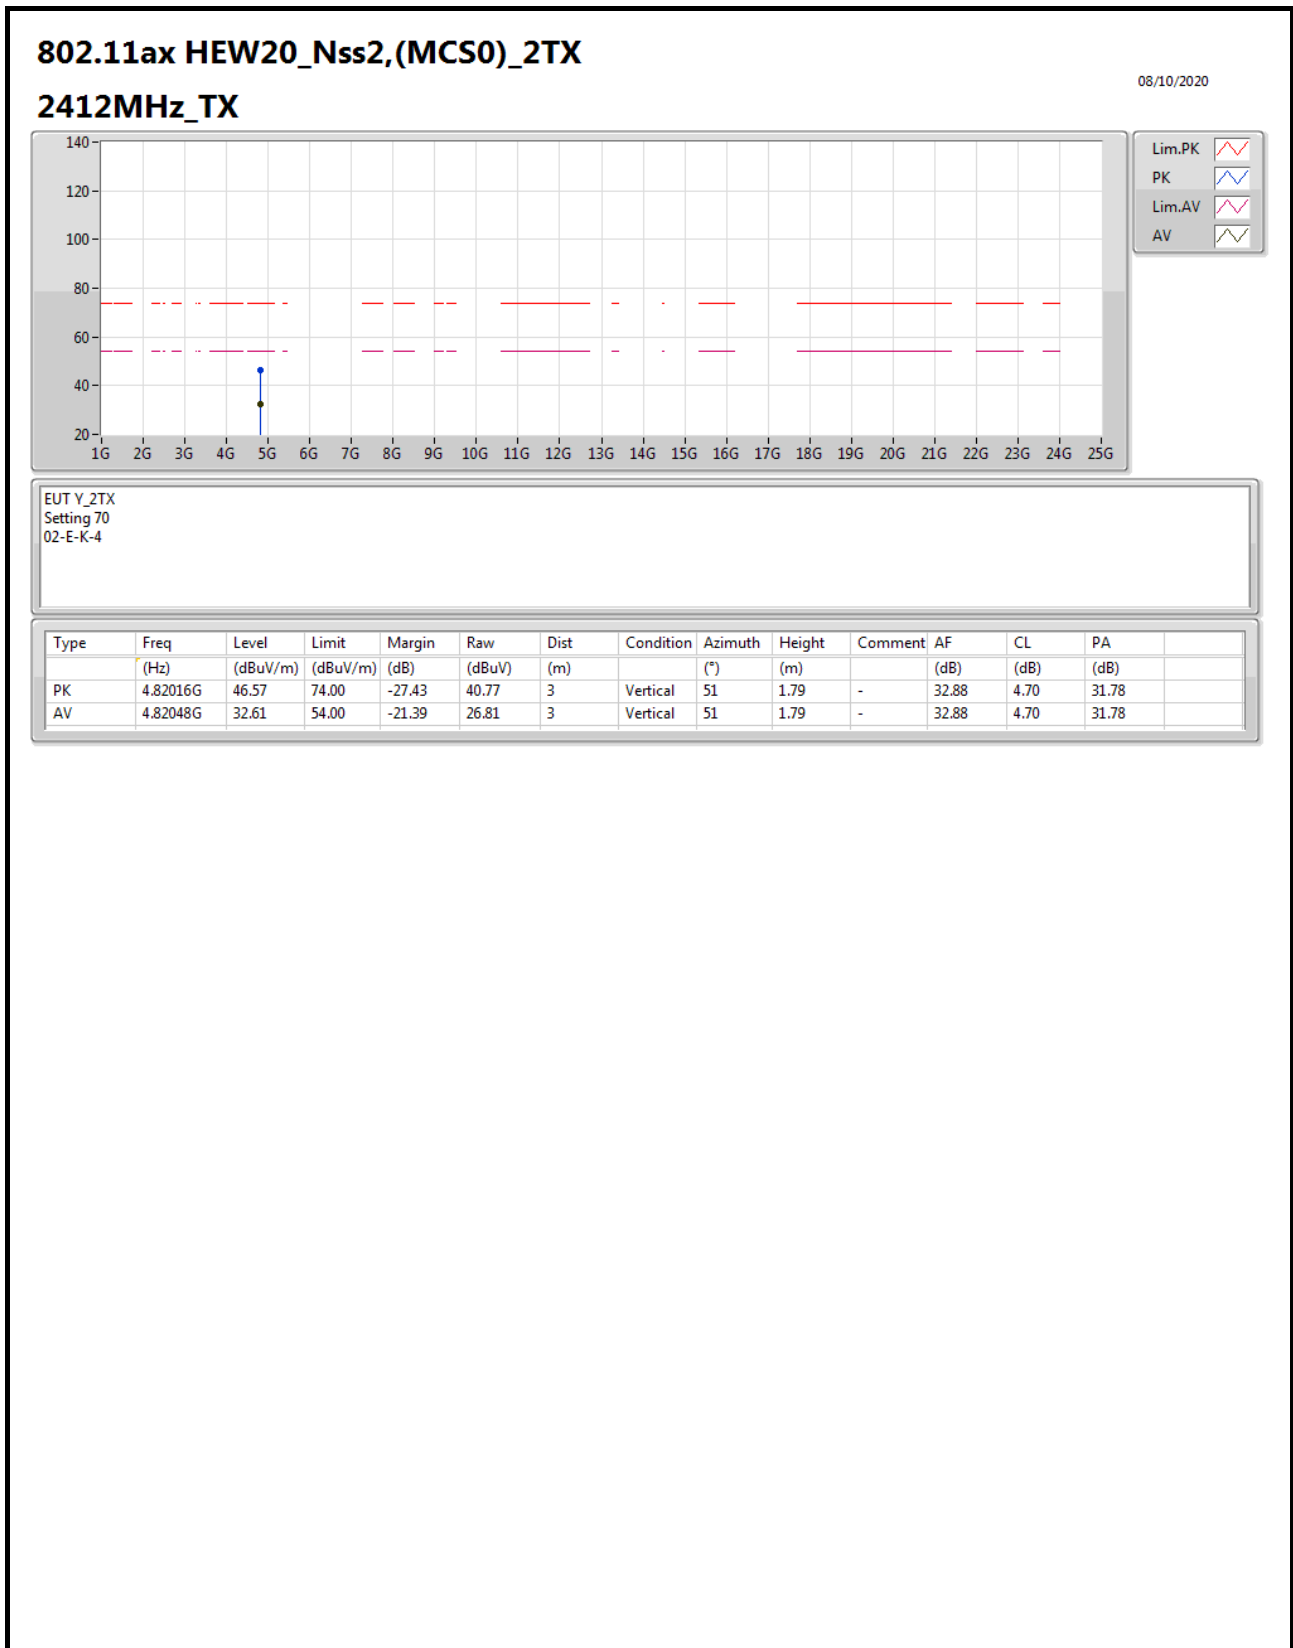 802.11ax HEW20_Nss2,(MCS0)_2TX
08/10/2020
2412MHz_TX
140
120
100
80
60
40
20
1G 2G 3G 4G 5G 6G 7G 8G 9G 10G 11G 12G 13G 14G 15G 16G 17G 18G 19G 20G 21G 22G 23G 24G 25G
Lim.PK
PK
Lim.AV
AV
EUT Y_2TX
Setting 70
02-E-K-4
Type Freq Level Limit Margin Raw Dist Condition Azimuth Height Comment AF CL PA
(Hz) (dBuV/m) (dBuV/m) (dB) (dBuV) (m) (°) (m) (dB) (dB) (dB)
PK 4.82016G 46.57 74.00 -27.43 40.77 3 Vertical 51 1.79 - 32.88 4.70 31.78
AV 4.82048G 32.61 54.00 -21.39 26.81 3 Vertical 51 1.79 - 32.88 4.70 31.78